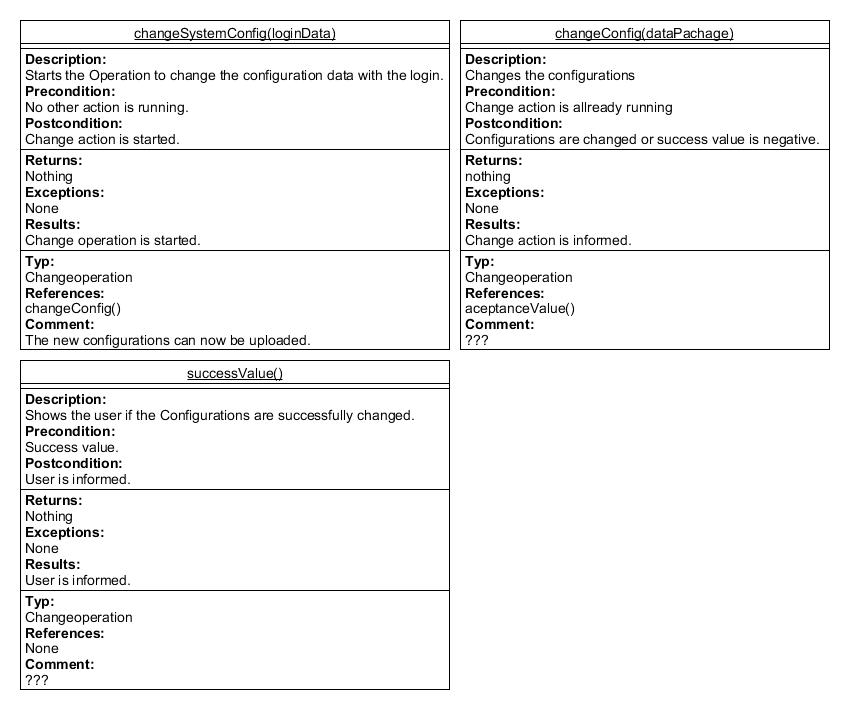 changeSystemConfig(loginData)
Description:
Starts the Operation to change the configuration data with the login.
Precondition:
No other action is running.
Postcondition:
Change action is started.
Returns:
Nothing
Exceptions:
None
Results:
Change operation is started.
Typ:
Changeoperation
References:
changeConfig()
Comment:
The new configurations can now be uploaded.
changeConfig(dataPachage)
Description:
Changes the configurations
Precondition:
Change action is allready running
Postcondition:
Configurations are changed or success value is negative.
Returns:
nothing
Exceptions:
None
Results:
Change action is informed.
Typ:
Changeoperation
References:
aceptanceValue()
Comment:
???
successValue()
Description:
Shows the user if the Configurations are successfully changed.
Precondition:
Success value.
Postcondition:
User is informed.
Returns:
Nothing
Exceptions:
None
Results:
User is informed.
Typ:
Changeoperation
References:
None
Comment:
???